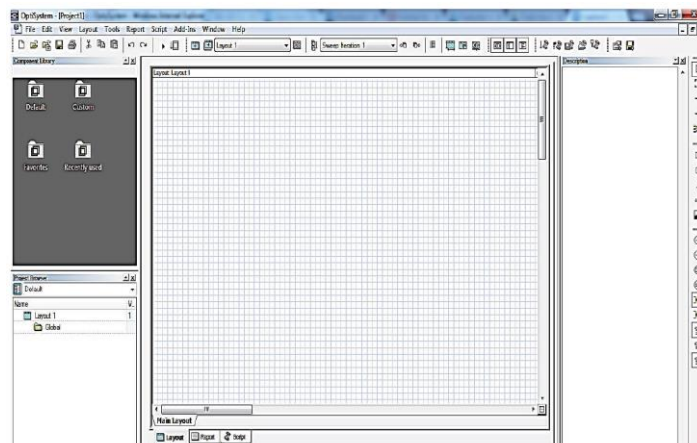 OptiSystem - [Project1]
File Edit View Layout Tools Report Script Add-Ins Window Help
Layout 1
Sweep Iteration 1
Component Library
Default
Custom
Favorites
Recently used
Project Browser
Default
Name
V..
Layout 1
1
Global
Layout: Layout 1
Main Layout
Layout
Report
Script
Description